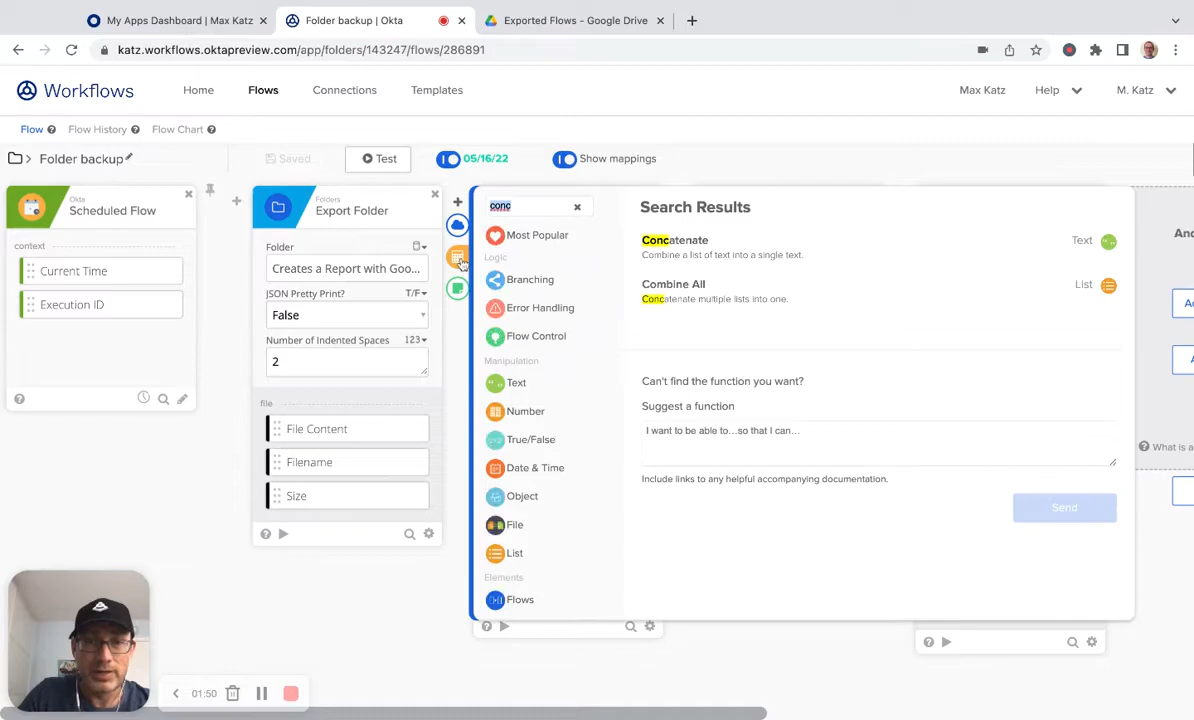 My Apps Dashboard | Max Katz
Folder backup | Okta
Exported Flows - Google Drive
katz.workflows.oktapreview.com/app/folders/143247/flows/286891
Workflows
Home
Flows
Connections
Templates
Max Katz
Help
M. Katz
Flow
Flow History
Flow Chart
Folder backup
Saved
Test
05/16/22
Show mappings
Okta
Scheduled Flow
context
Current Time
Execution ID
Folders
Export Folder
Folder
Creates a Report with Goo...
JSON Pretty Print? T/F
False
Number of Indented Spaces 123
2
file
File Content
Filename
Size
conc
Most Popular
Logic
Branching
Error Handling
Flow Control
Manipulation
Text
Number
True/False
XYZ
Date & Time
Object
File
List
Elements
Flows
Search Results
Concatenate
Text
Combine a list of text into a single text.
Combine All
List
Concatenate multiple lists into one.
Can't find the function you want?
Suggest a function
I want to be able to...so that I can...
Include links to any helpful accompanying documentation.
Send
What is a
01:50